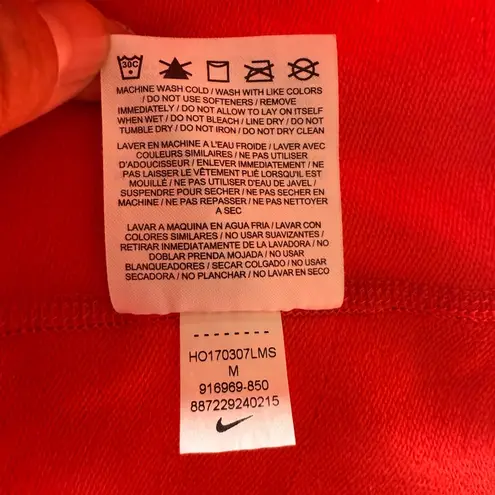 30C
MACHINE WASH COLD / WASH WITH LIKE COLORS
/ DO NOT USE SOFTENERS / REMOVE
IMMEDIATELY / DO NOT ALLOW TO LAY ON ITSELF
WHEN WET / DO NOT BLEACH / LINE DRY / DO NOT
TUMBLE DRY / DO NOT IRON / DO NOT DRY CLEAN
LAVER EN MACHINE A L'EAU FROIDE / LAVER AVEC
COULEURS SIMILAIRES / NE PAS UTILISER
D'ADOUCISSEUR / ENLEVER IMMEDIATEMENT / NE
PAS LAISSER LE VÊTEMENT PLIÉ LORSQU'IL EST
MOUILLÉ / NE PAS UTILISER D'EAU DE JAVEL /
SUSPENDRE POUR SECHER / NE PAS SECHER EN
MACHINE / NE PAS REPASSER / NE PAS NETTOYER
A SEC
LAVAR A MAQUINA EN AGUA FRIA / LAVAR CON
COLORES SIMILARES / NO USAR SUAVIZANTES /
RETIRAR INMEDIATAMENTE DE LA LAVADORA / NO
DOBLAR PRENDA MOJADA / NO USAR
BLANQUEADORES / SECAR COLGADO / NO USAR
SECADORA / NO PLANCHAR / NO LAVAR EN SECO
HO170307LMS
M
916969-850
887229240215